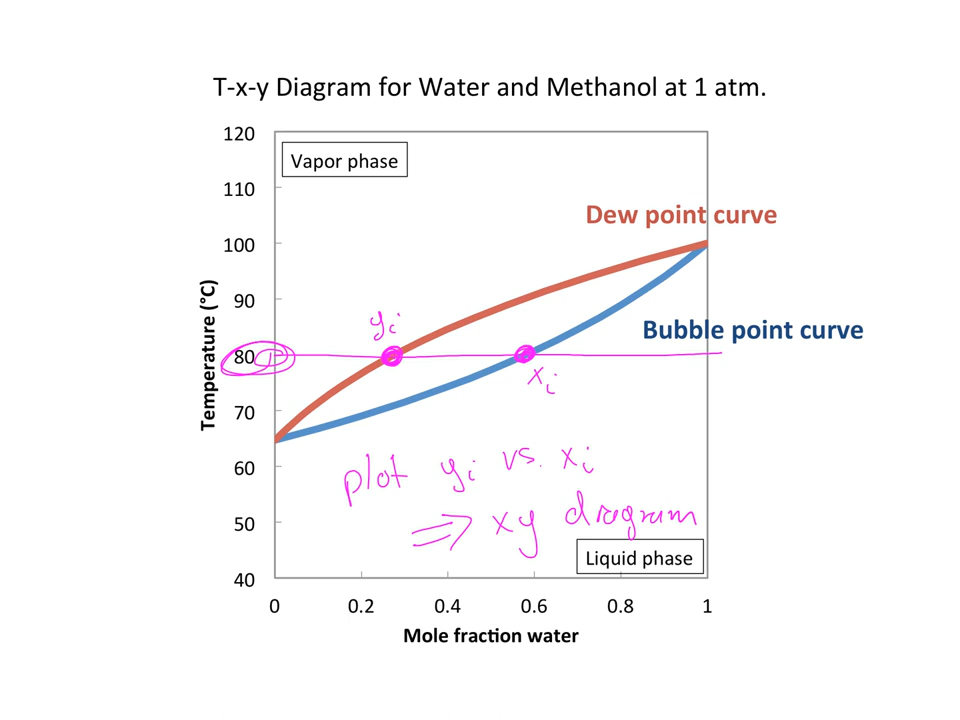 T-x-y Diagram for Water and Methanol at 1 atm.
120
Vapor phase
110
Dew point curve
100
90
yi
Bubble point curve
80
xi
70
60
plot yi vs. xi
⇒ xy diagram
50
Liquid phase
40
0 0.2 0.4 0.6 0.8 1
Mole fraction water
Temperature (°C)